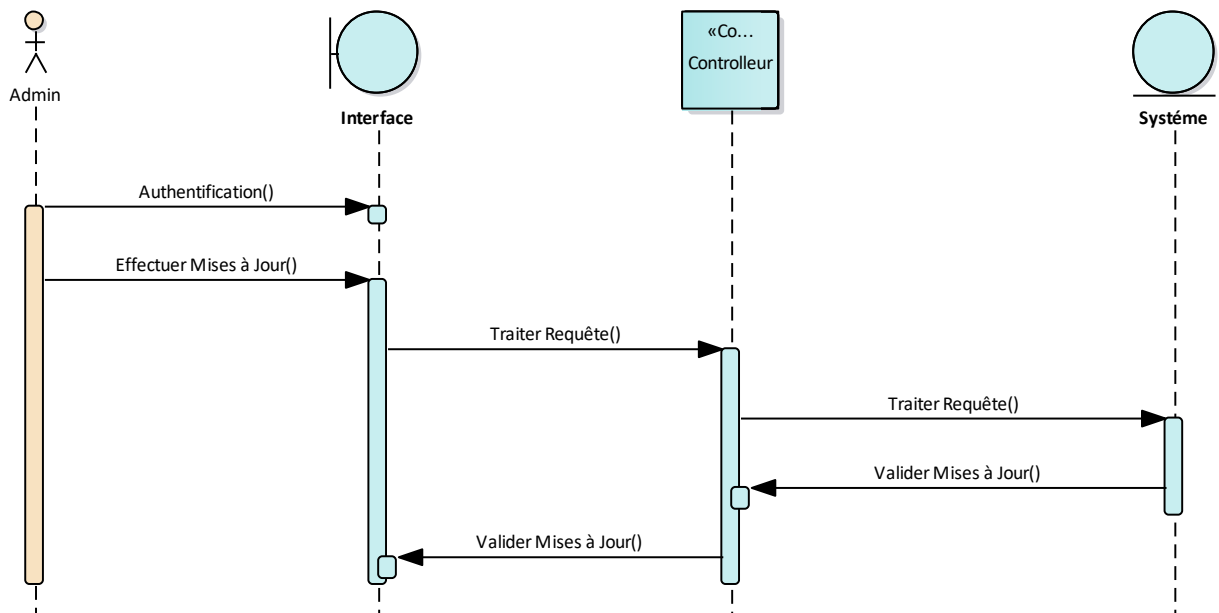 «Co...
Controlleur
Admin
Interface
Systéme
Authentification()
Effectuer Mises à Jour()
Traiter Requête()
Traiter Requête()
Valider Mises à Jour()
Valider Mises à Jour()